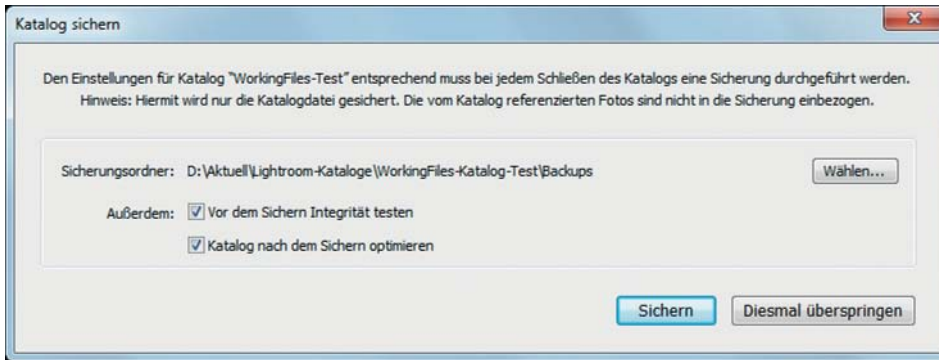 Katalog sichern
Den Einstellungen für Katalog "WorkingFiles-Test" entsprechend muss bei jedem Schließen des Katalogs eine Sicherung durchgeführt werden.
Hinweis: Hiermit wird nur die Katalogdatei gesichert. Die vom Katalog referenzierten Fotos sind nicht in die Sicherung einbezogen.
Sicherungsordner: D:\Aktuell\Lightroom-Kataloge\WorkingFiles-Katalog-Test\Backups Wählen...
Außerdem: Vor dem Sichern Integrität testen
Katalog nach dem Sichern optimieren
Sichern Diesmal überspringen